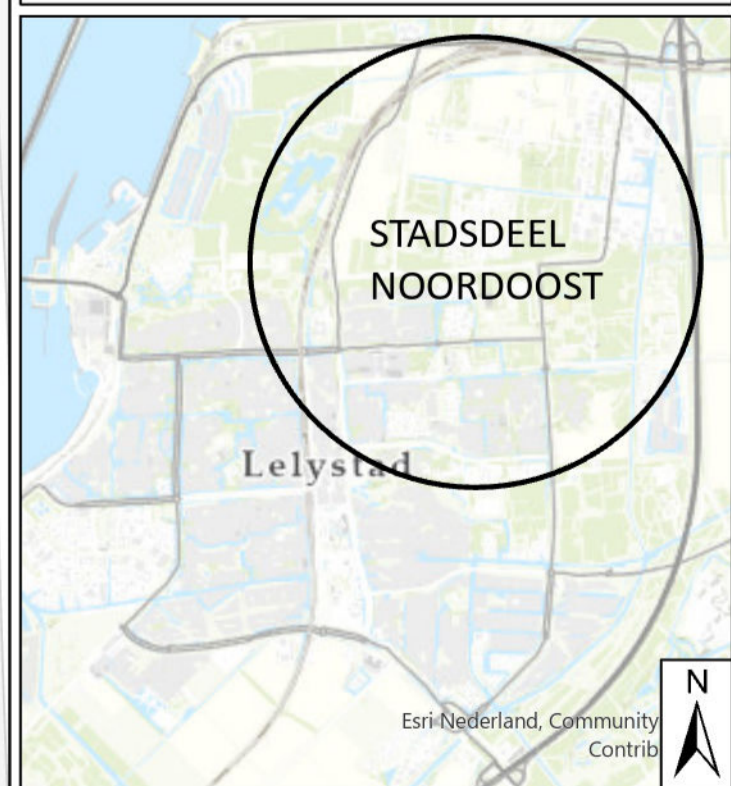 STADSDEEL
NOORDOOST
Lelystad
N
Esri Nederland, Community
Contrib